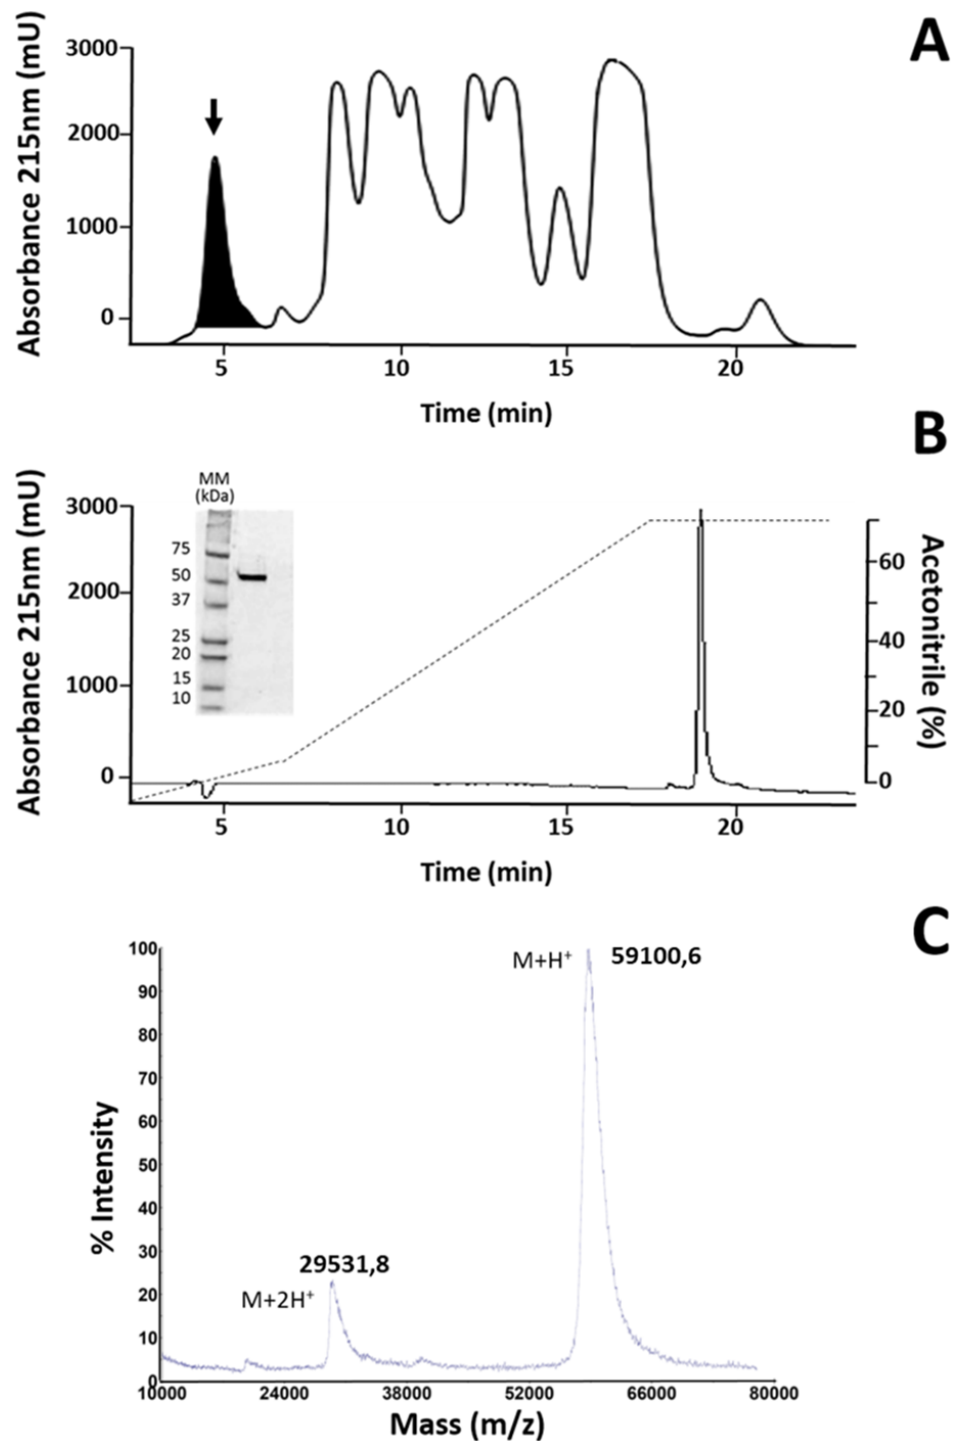 A
Absorbance 215nm (mU)
3000
2000
1000
0
5 10 15 20
Time (min)
B
Absorbance 215nm (mU)
3000
2000
1000
0
MM
(kDa)
75
50
37
25
20
15
10
60
40
20
0
Acetonitrile (%)
5 10 15 20
Time (min)
C
% Intensity
100
90
80
70
60
50
40
30
20
10
0
M+H⁺ 59100,6
29531,8
M+2H⁺
10000 24000 38000 52000 66000 80000
Mass (m/z)